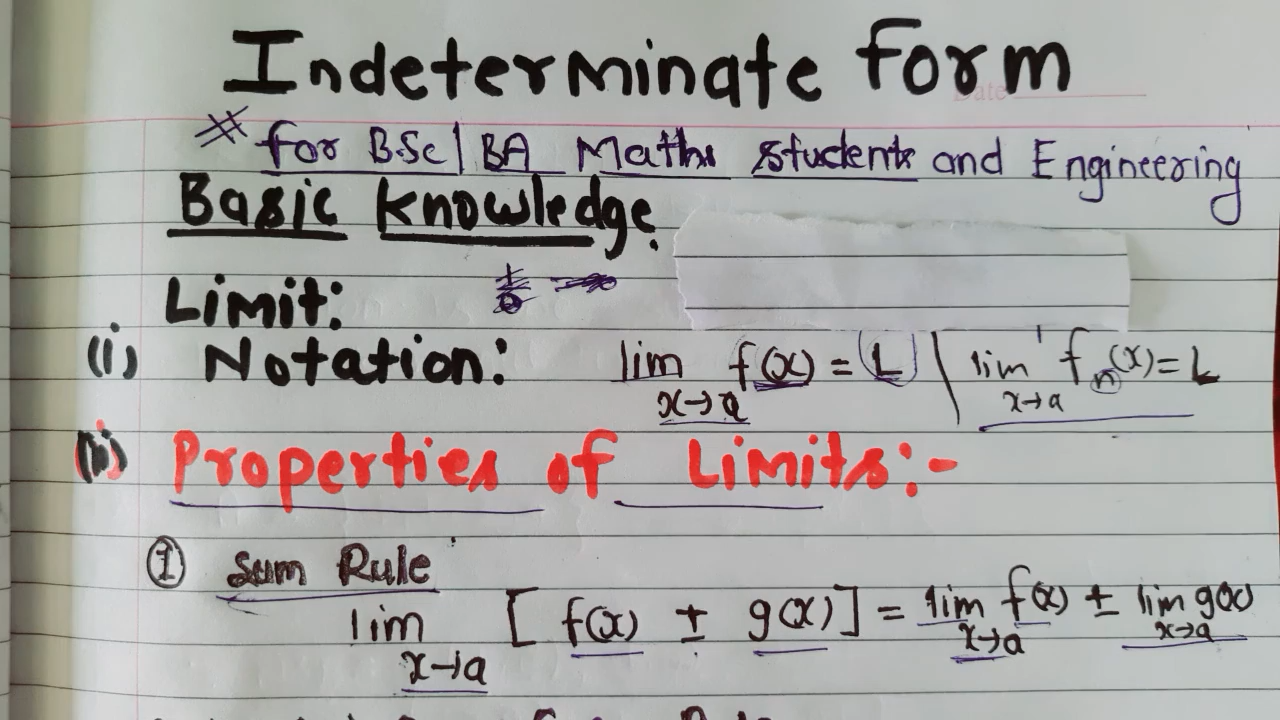 Indeterminate form
Date
# for B.Sc | BA Maths students and Engineering
Basic knowledge.
Limit:
(i) Notation: lim x→a f(x) = L | lim x→a fn(x) = L
(ii) Properties of Limits:-
① Sum Rule
lim x→a [f(x) ± g(x)] = lim x→a f(x) ± lim x→a g(x)